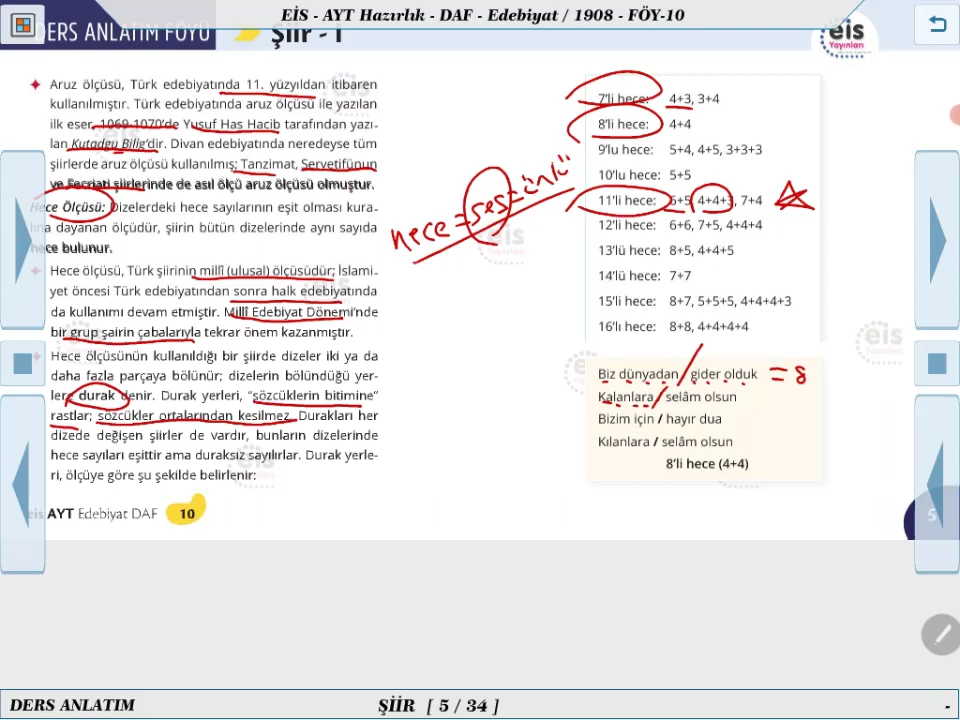 EİS - AYT Hazırlık - DAF - Edebiyat / 1908 - FÖY-10
DERS ANLATIM FÖYÜ
Şiir - I
eis
Yayınları
Aruz ölçüsü, Türk edebiyatında 11. yüzyıldan itibaren
kullanılmıştır. Türk edebiyatında aruz ölçüsü ile yazılan
ilk eser, 1069-1070’de Yusuf Has Hacib tarafından yazı-
lan Kutadgu Bilig’dir. Divan edebiyatında neredeyse tüm
şiirlerde aruz ölçüsü kullanılmış; Tanzimat, Servetifünun
ve Fecriati şiirlerinde de asıl ölçü aruz ölçüsü olmuştur.
Hece Ölçüsü: Dizelerdeki hece sayılarının eşit olması kura-
lına dayanan ölçüdür, şiirin bütün dizelerinde aynı sayıda
hece bulunur.
Hece ölçüsü, Türk şiirinin millî (ulusal) ölçüsüdür; İslami-
yet öncesi Türk edebiyatından sonra halk edebiyatında
da kullanımı devam etmiştir. Millî Edebiyat Dönemi’nde
bir grup şairin çabalarıyla tekrar önem kazanmıştır.
Hece ölçüsünün kullanıldığı bir şiirde dizeler iki ya da
daha fazla parçaya bölünür; dizelerin bölündüğü yer-
lere durak denir. Durak yerleri, “sözcüklerin bitimine”
rastlar; sözcükler ortalarından kesilmez. Durakları her
dizede değişen şiirler de vardır, bunların dizelerinde
hece sayıları eşittir ama duraksız sayılırlar. Durak yerle-
ri, ölçüye göre şu şekilde belirlenir:
hece = ses = ünlü
7’li hece: 4+3, 3+4
8’li hece: 4+4
9’lu hece: 5+4, 4+5, 3+3+3
10’lu hece: 5+5
11’li hece: 6+5, 4+4+3, 7+4
12’li hece: 6+6, 7+5, 4+4+4
13’lü hece: 8+5, 4+4+5
14’lü hece: 7+7
15’li hece: 8+7, 5+5+5, 4+4+4+3
16’lı hece: 8+8, 4+4+4+4
Biz dünyadan / gider olduk = 8
Kalanlara / selâm olsun
Bizim için / hayır dua
Kılanlara / selâm olsun
8’li hece (4+4)
eis AYT Edebiyat DAF 10
5
DERS ANLATIM ŞİİR [ 5 / 34 ] -